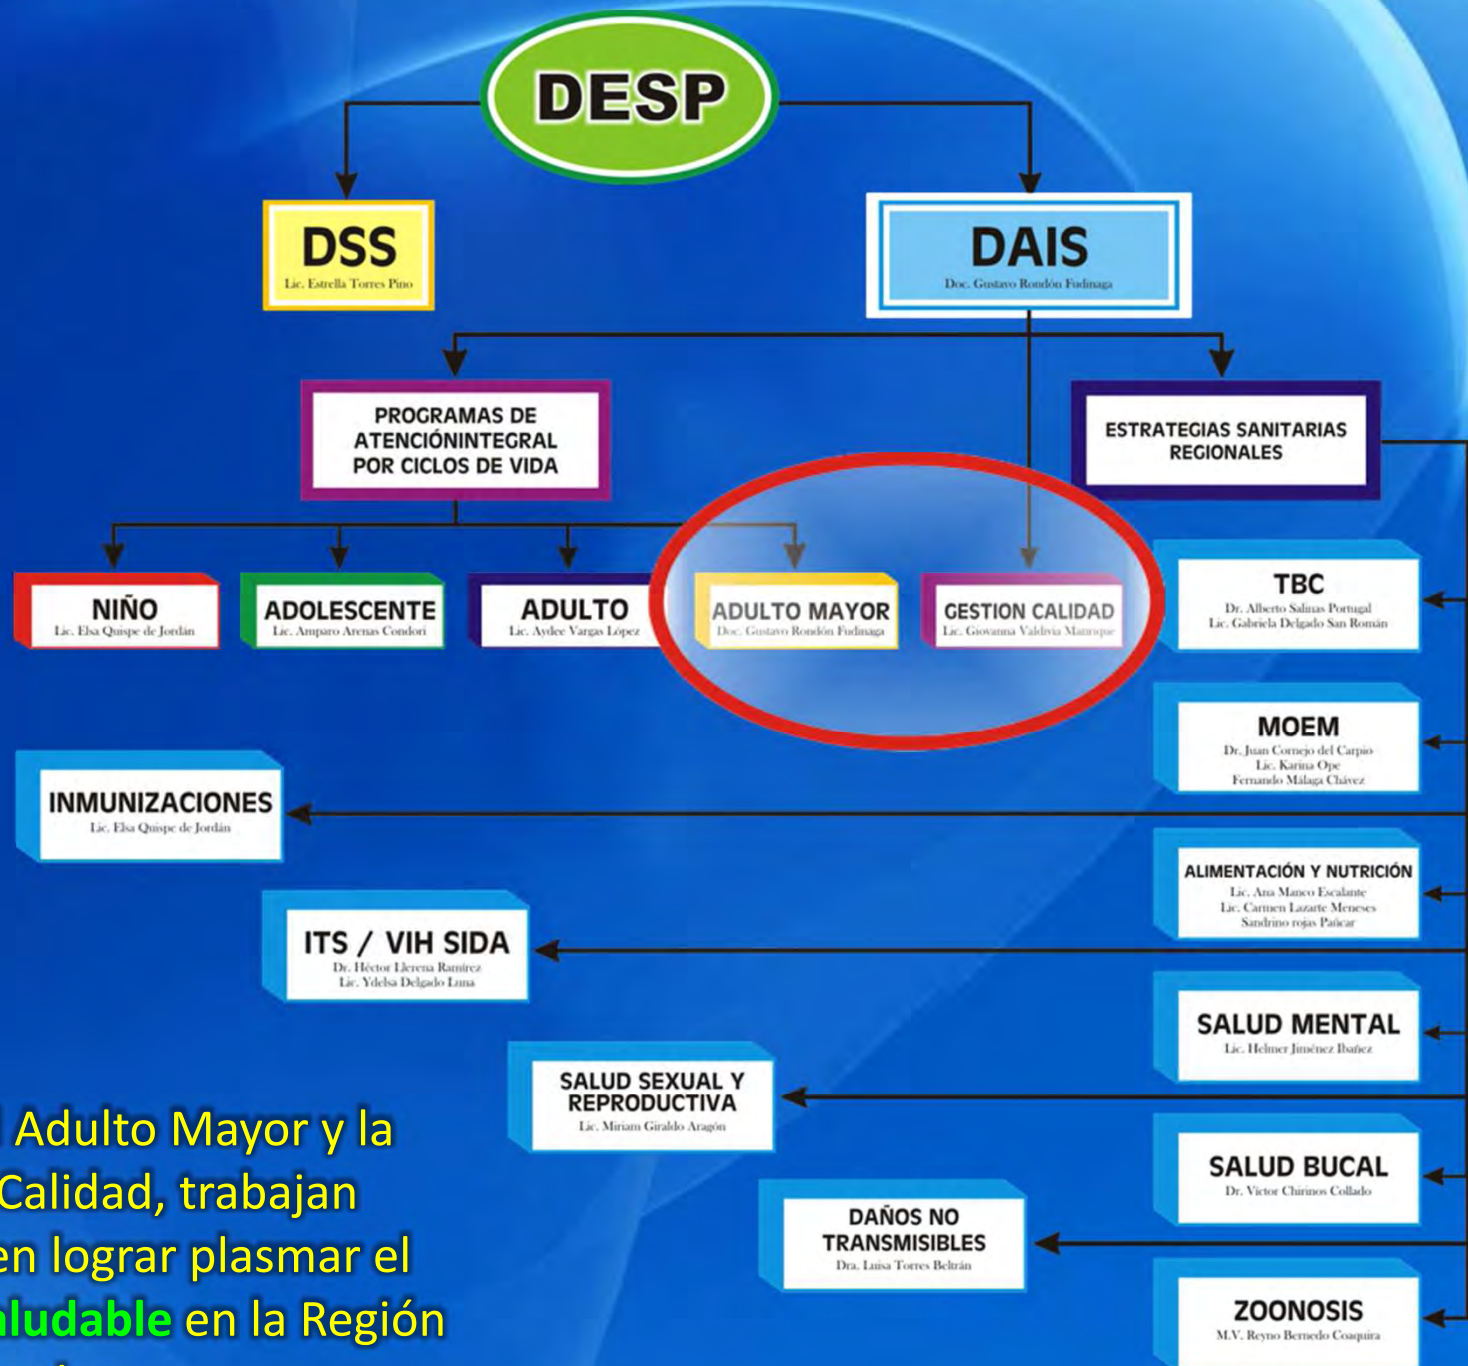 DESP
DSS
Lic. Estrella Torres Pino
DAIS
Doc. Gustavo Rondón Fudinaga
PROGRAMAS DE
ATENCIÓNINTEGRAL
POR CICLOS DE VIDA
ESTRATEGIAS SANITARIAS
REGIONALES
NIÑO
Lic. Elsa Quispe de Jordán
ADOLESCENTE
Lic. Amparo Arenas Condori
ADULTO
Lic. Aydee Vargas López
ADULTO MAYOR
Doc. Gustavo Rondón Fudinaga
GESTION CALIDAD
Lic. Giovanna Valdivia Manrique
TBC
Dr. Alberto Salinas Portugal
Lic. Gabriela Delgado San Román
MOEM
Dr. Juan Cornejo del Carpio
Lic. Karina Ope
Fernando Málaga Chávez
INMUNIZACIONES
Lic. Elsa Quispe de Jordán
ALIMENTACIÓN Y NUTRICIÓN
Lic. Ana Manco Escalante
Lic. Carmen Lazarte Meneses
Sandrino rojas Paúcar
ITS / VIH SIDA
Dr. Héctor Llerena Ramírez
Lic. Ydelsa Delgado Luna
SALUD MENTAL
Lic. Helmer Jiménez Ibañez
SALUD SEXUAL Y
REPRODUCTIVA
Lic. Miriam Giraldo Aragón
SALUD BUCAL
Dr. Víctor Chirinos Collado
DAÑOS NO
TRANSMISIBLES
Dra. Luisa Torres Beltrán
ZOONOSIS
M.V. Reyno Bernedo Coaquira
Adulto Mayor y la
Calidad, trabajan
en lograr plasmar el
aludable en la Región